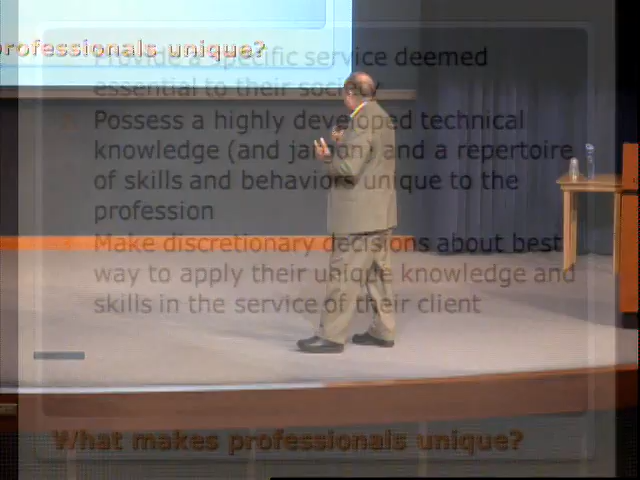 professionals unique?
Provide a specific service deemed
essential to their society
2. Possess a highly developed technical
knowledge (and jargon) and a repertoire
of skills and behaviors unique to the
profession
3. Make discretionary decisions about best
way to apply their unique knowledge and
skills in the service of their client
What makes professionals unique?